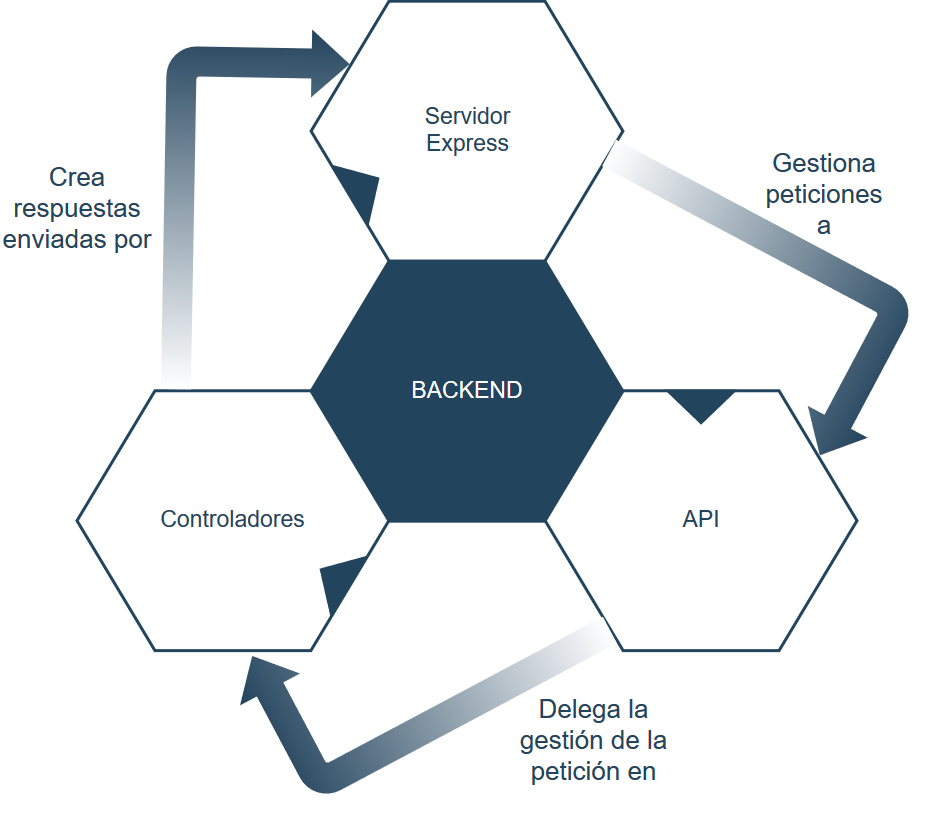 Servidor
Express
Gestiona
peticiones
a
Crea
respuestas
enviadas por
BACKEND
Controladores
API
Delega la
gestión de la
petición en